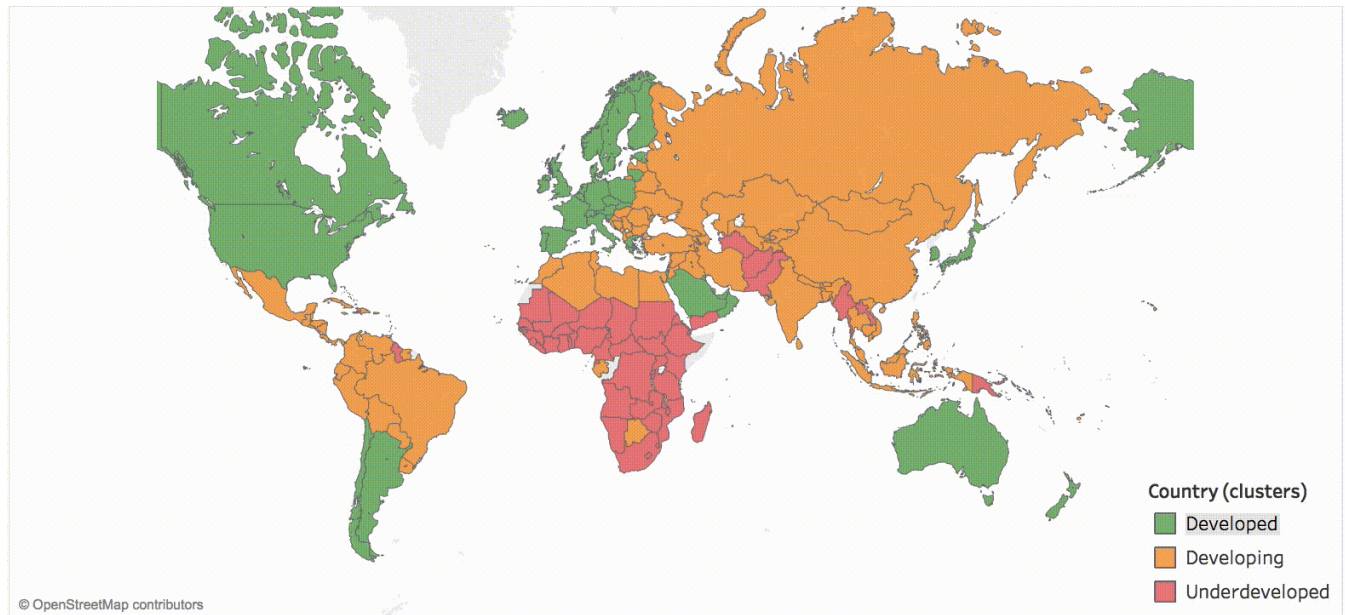 Country (clusters)
Developed
Developing
Underdeveloped
© OpenStreetMap contributors